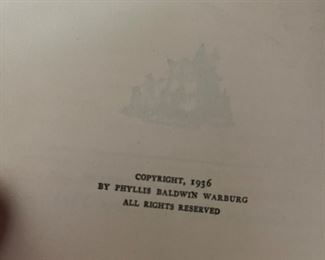 COPYRIGHT, 1936
BY PHYLLIS BALDWIN WARBURG
ALL RIGHTS RESERVED